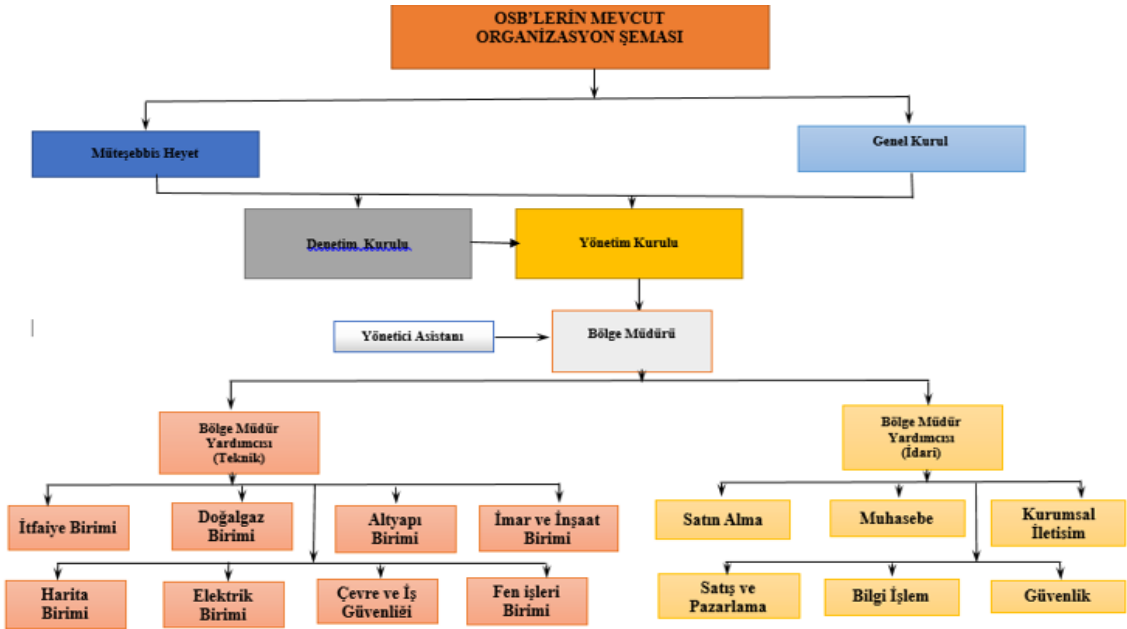 OSB'LERİN MEVCUT
ORGANİZASYON ŞEMASI
Müteşebbis Heyet
Genel Kurul
Denetim Kurulu
Yönetim Kurulu
Yönetici Asistanı
Bölge Müdürü
Bölge Müdür
Yardımcısı
(Teknik)
Bölge Müdür
Yardımcısı
(İdari)
İtfaiye Birimi
Doğalgaz
Birimi
Altyapı
Birimi
İmar ve İnşaat
Birimi
Satın Alma
Muhasebe
Kurumsal
İletişim
Harita
Birimi
Elektrik
Birimi
Çevre ve İş
Güvenliği
Fen işleri
Birimi
Satış ve
Pazarlama
Bilgi İşlem
Güvenlik